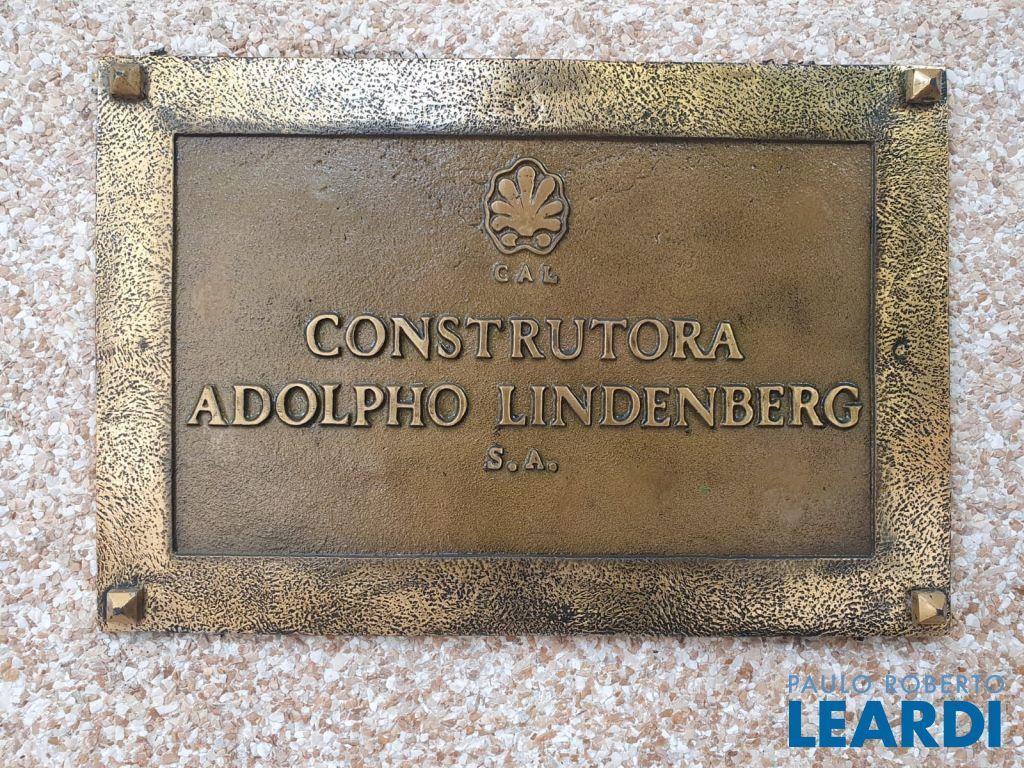 CAL
CONSTRUTORA
ADOLPHO LINDENBERG
S.A.
PAULO ROBERTO
LEARDI